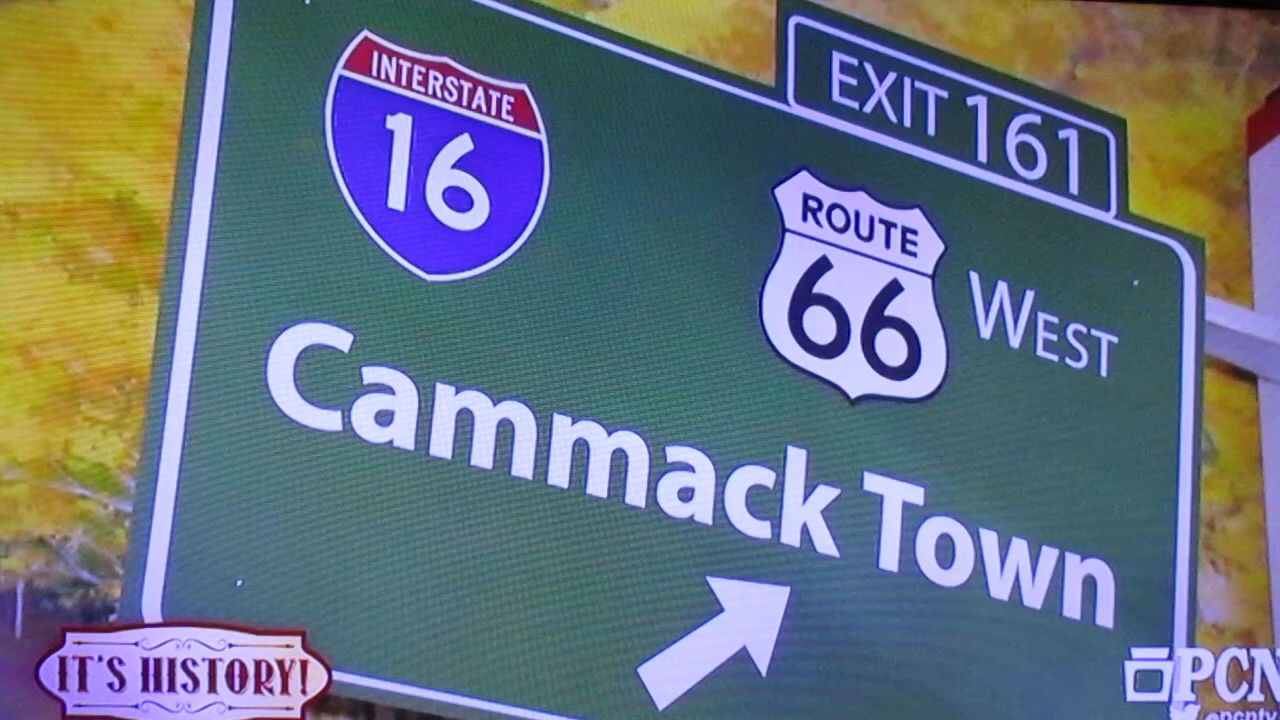 EXIT 161
INTERSTATE
16
ROUTE
66
WEST
Cammack Town
IT'S HISTORY!
PCN